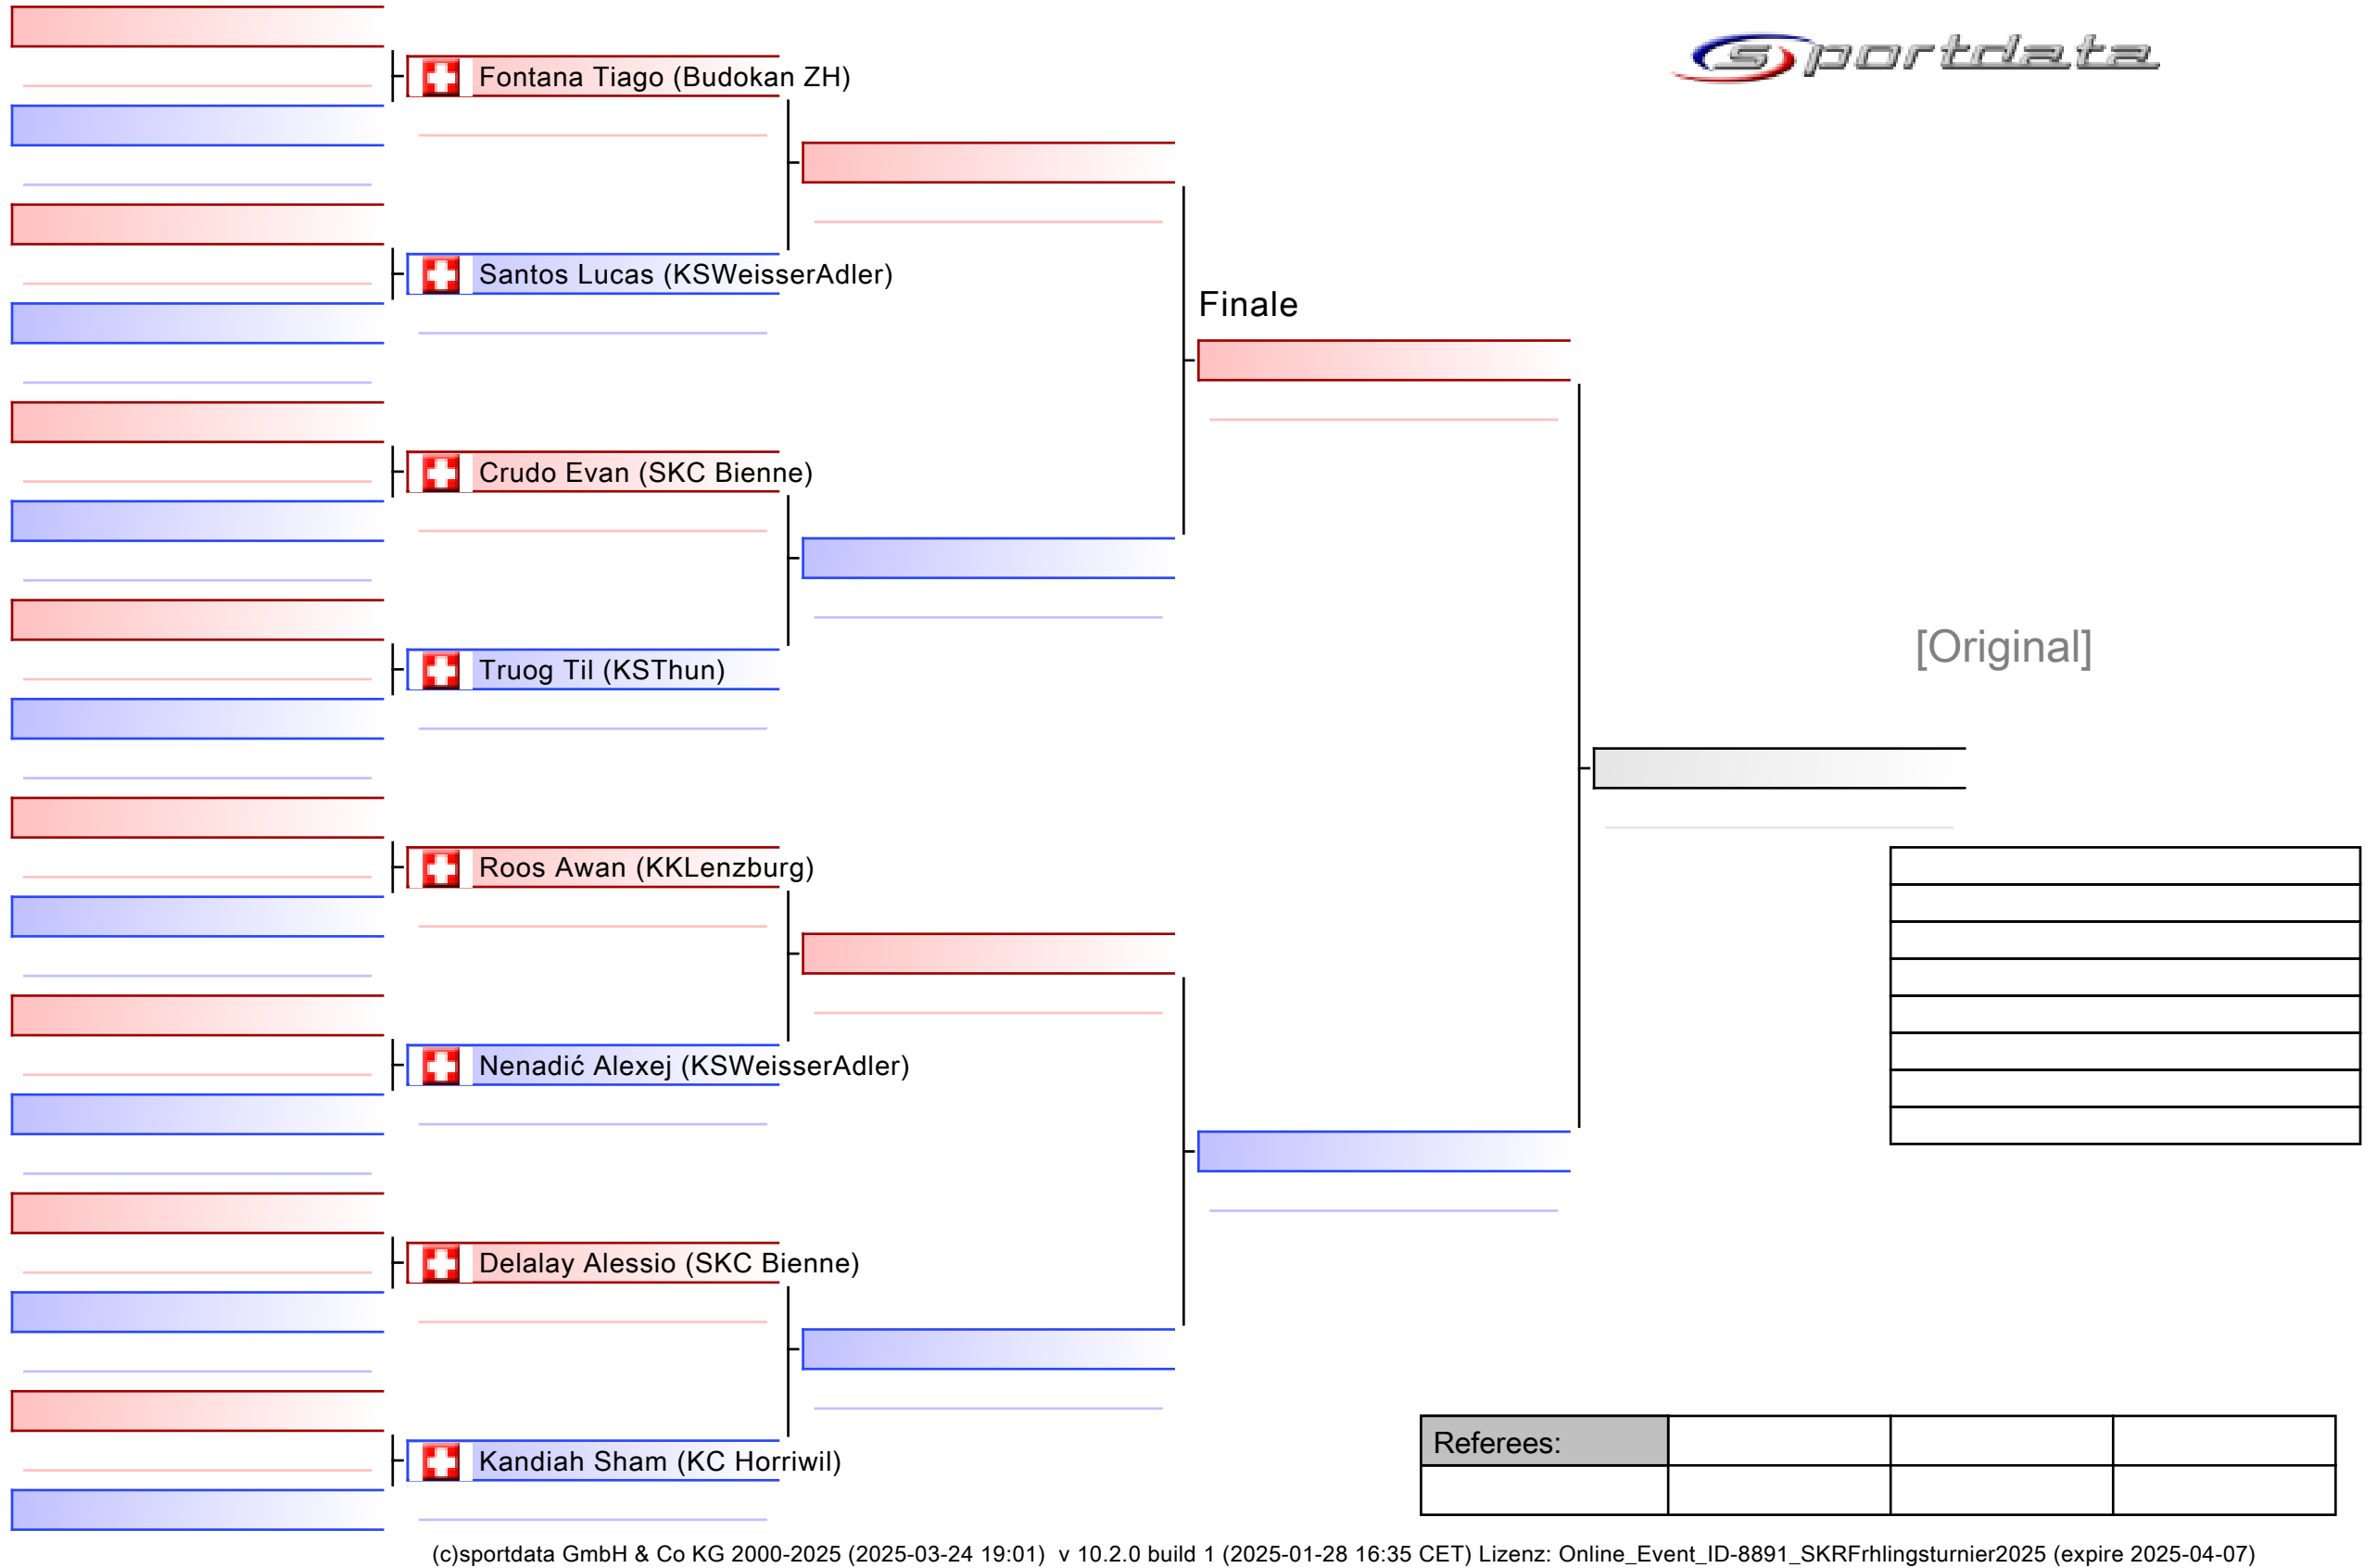 sportdata
Fontana Tiago (Budokan ZH)
Santos Lucas (KSWeisserAdler)
Finale
Crudo Evan (SKC Bienne)
[Original]
Truog Til (KSThun)
Roos Awan (KKLenzburg)
Nenadić Alexej (KSWeisserAdler)
Delalay Alessio (SKC Bienne)
Referees:
Kandiah Sham (KC Horriwil)
(c)sportdata GmbH & Co KG 2000-2025 (2025-03-24 19:01) v 10.2.0 build 1 (2025-01-28 16:35 CET) Lizenz: Online_Event_ID-8891_SKRFrhlingsturnier2025 (expire 2025-04-07)